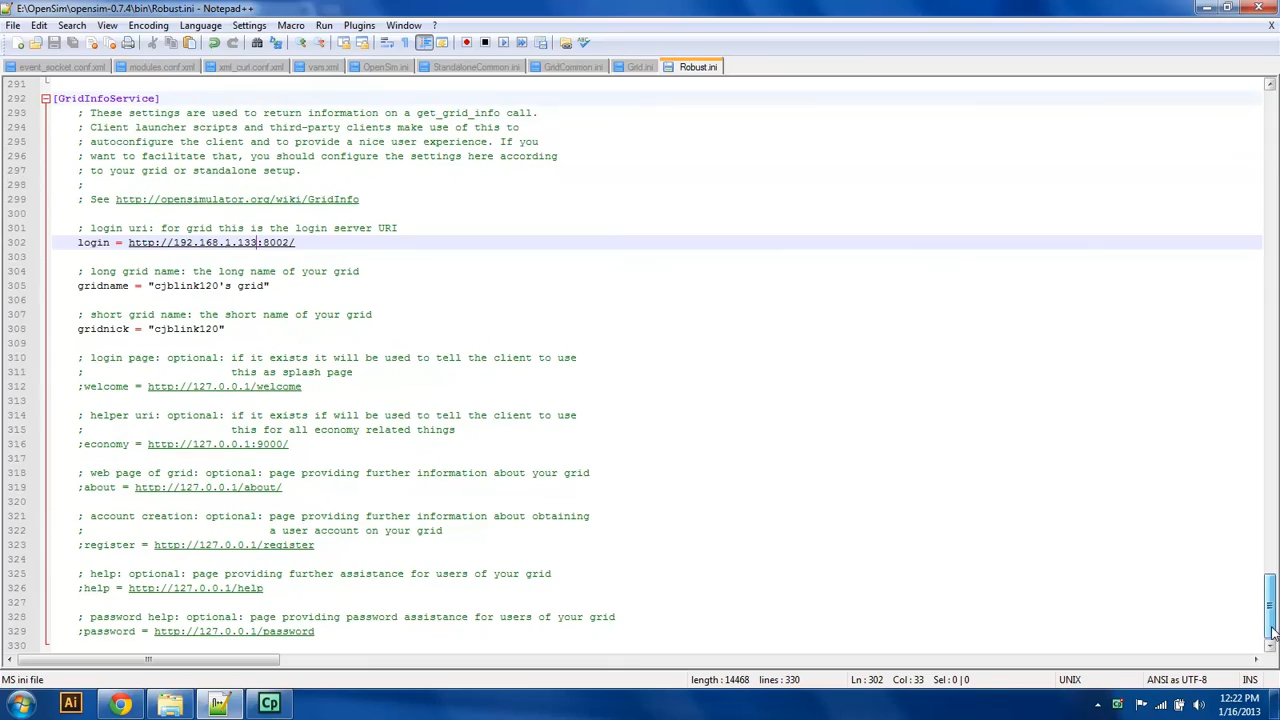 E:\OpenSim\opensim-0.7.4\bin\Robust.ini - Notepad++
File Edit Search View Encoding Language Settings Macro Run Plugins Window ?
X
event_socket.conf.xml modules.conf.xml xml_curl.conf.xml vars.xml OpenSim.ini StandaloneCommon.ini GridCommon.ini Grid.ini Robust.ini
291
292 [GridInfoService]
293 ; These settings are used to return information on a get_grid_info call.
294 ; Client launcher scripts and third-party clients make use of this to
295 ; autoconfigure the client and to provide a nice user experience. If you
296 ; want to facilitate that, you should configure the settings here according
297 ; to your grid or standalone setup.
298 ;
299 ; See http://opensimulator.org/wiki/GridInfo
300
301 ; login uri: for grid this is the login server URI
302 login = http://192.168.1.133:8002/
303
304 ; long grid name: the long name of your grid
305 gridname = "cjblink120's grid"
306
307 ; short grid name: the short name of your grid
308 gridnick = "cjblink120"
309
310 ; login page: optional: if it exists it will be used to tell the client to use
311 ; this as splash page
312 ;welcome = http://127.0.0.1/welcome
313
314 ; helper uri: optional: if it exists if will be used to tell the client to use
315 ; this for all economy related things
316 ;economy = http://127.0.0.1:9000/
317
318 ; web page of grid: optional: page providing further information about your grid
319 ;about = http://127.0.0.1/about/
320
321 ; account creation: optional: page providing further information about obtaining
322 ; a user account on your grid
323 ;register = http://127.0.0.1/register
324
325 ; help: optional: page providing further assistance for users of your grid
326 ;help = http://127.0.0.1/help
327
328 ; password help: optional: page providing password assistance for users of your grid
329 ;password = http://127.0.0.1/password
330
MS ini file length : 14468 lines : 330 Ln : 302 Col : 33 Sel : 0 | 0 UNIX ANSI as UTF-8 INS
Ai Cp 12:22 PM
1/16/2013